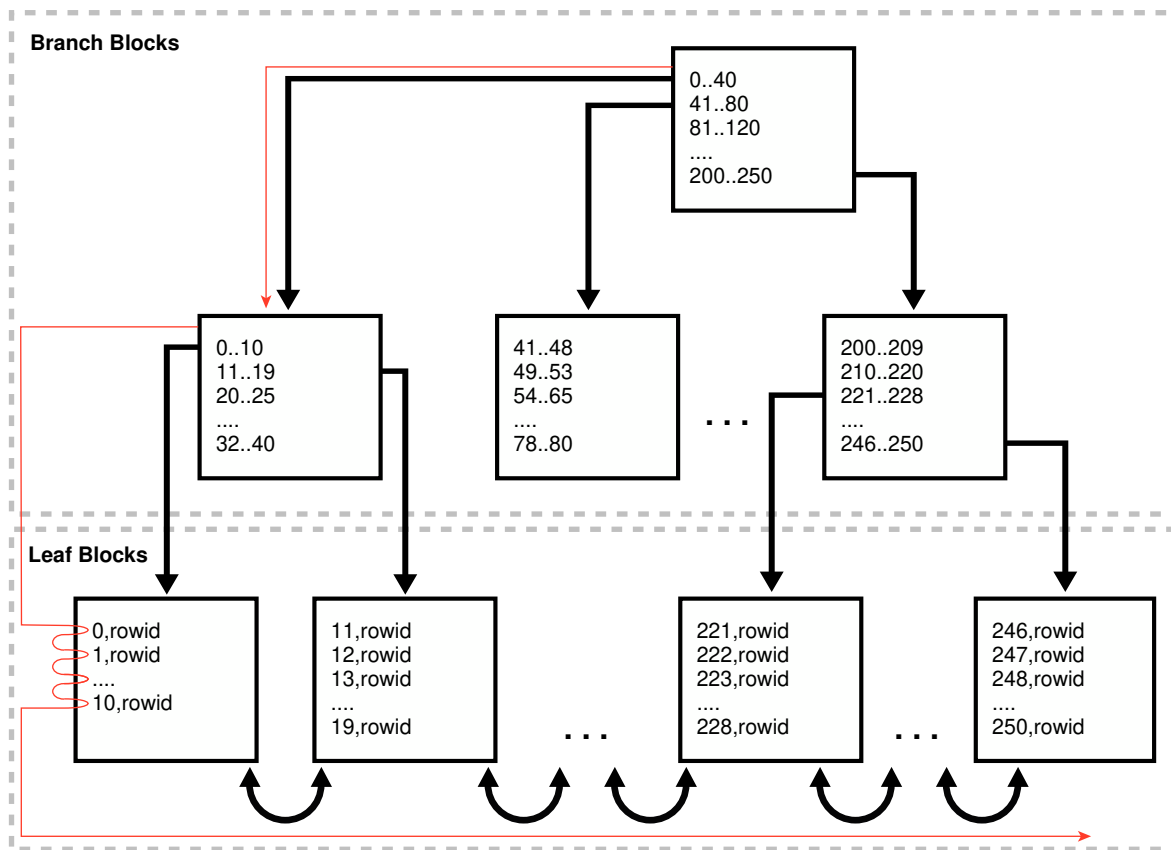 Branch Blocks
0..40
41..80
81..120
....
200..250
0..10
11..19
20..25
....
32..40
41..48
49..53
54..65
....
78..80
. . .
200..209
210..220
221..228
....
246..250
Leaf Blocks
0,rowid
1,rowid
....
10,rowid
11,rowid
12,rowid
13,rowid
....
19,rowid
. . .
221,rowid
222,rowid
223,rowid
....
228,rowid
. . .
246,rowid
247,rowid
248,rowid
....
250,rowid